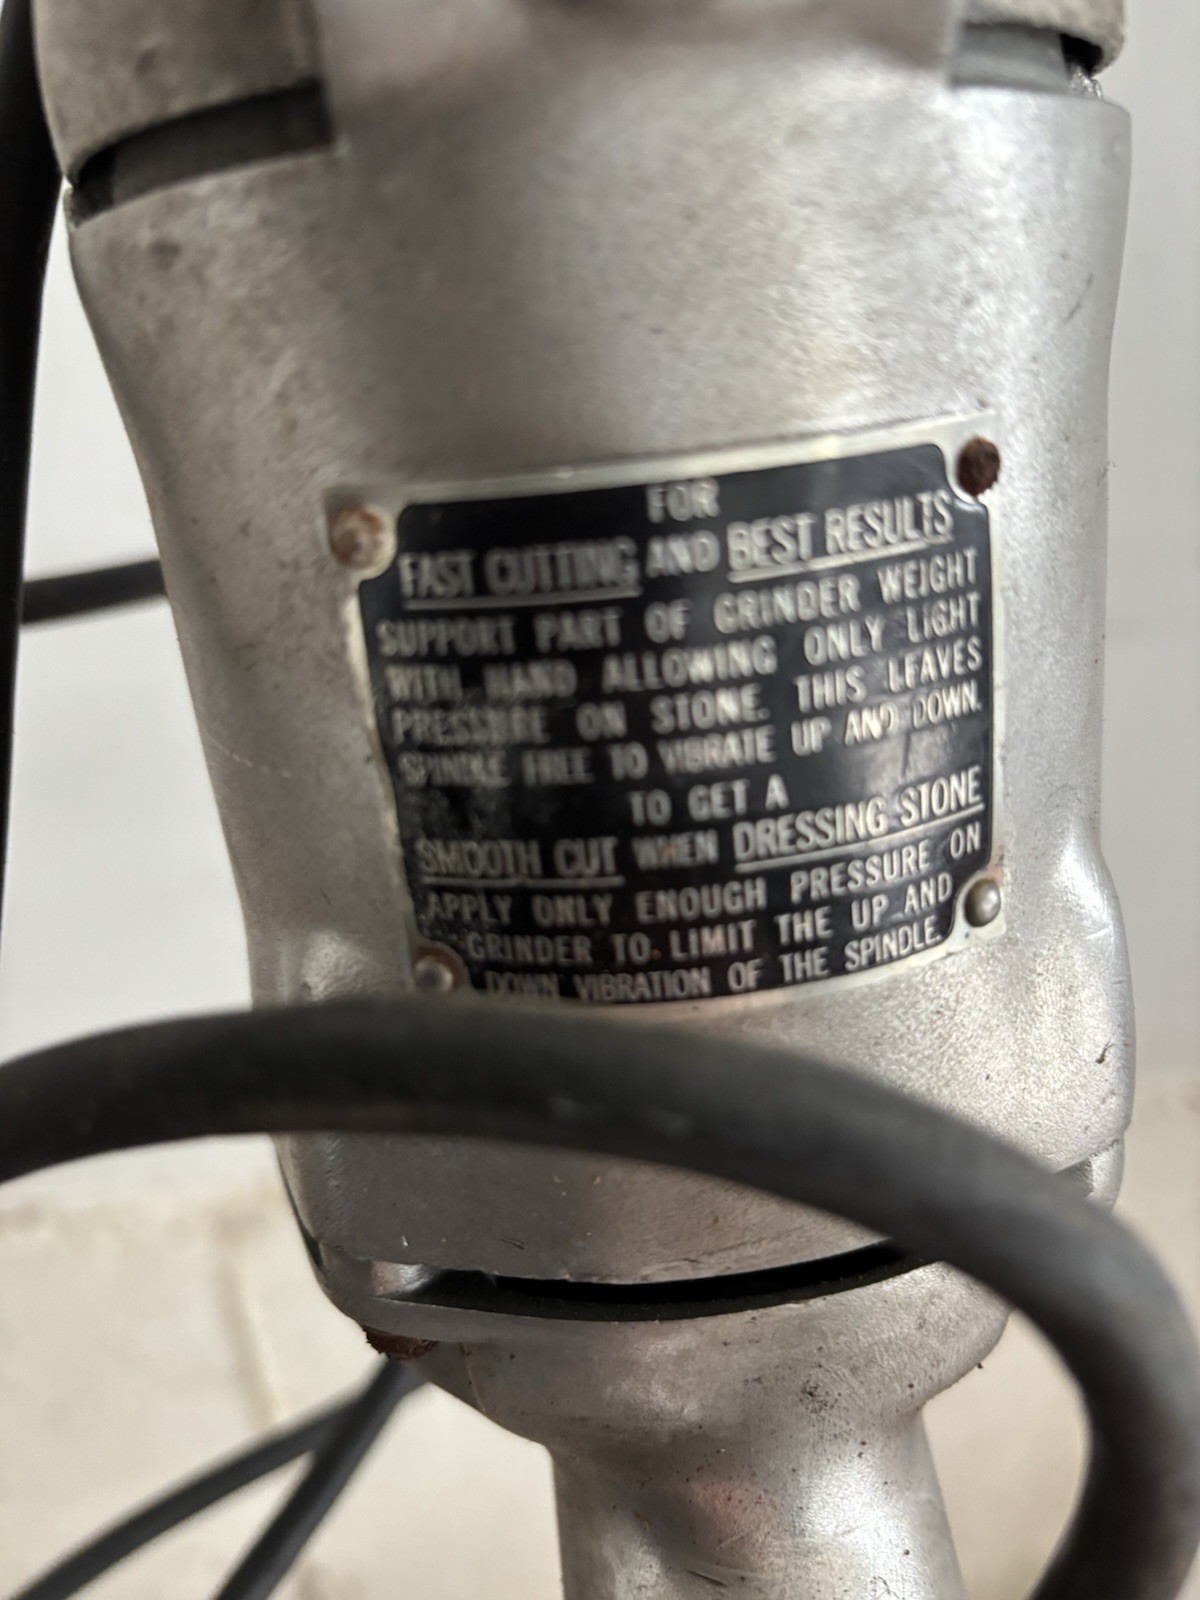 FOR
FAST CUTTING AND BEST RESULTS
SUPPORT PART OF GRINDER WEIGHT
WITH HAND ALLOWING ONLY LIGHT
PRESSURE ON STONE. THIS LEAVES
SPINDLE FREE TO VIBRATE UP AND DOWN.
TO GET A
SMOOTH CUT WHEN DRESSING STONE
APPLY ONLY ENOUGH PRESSURE ON
GRINDER TO LIMIT THE UP AND
DOWN VIBRATION OF THE SPINDLE.